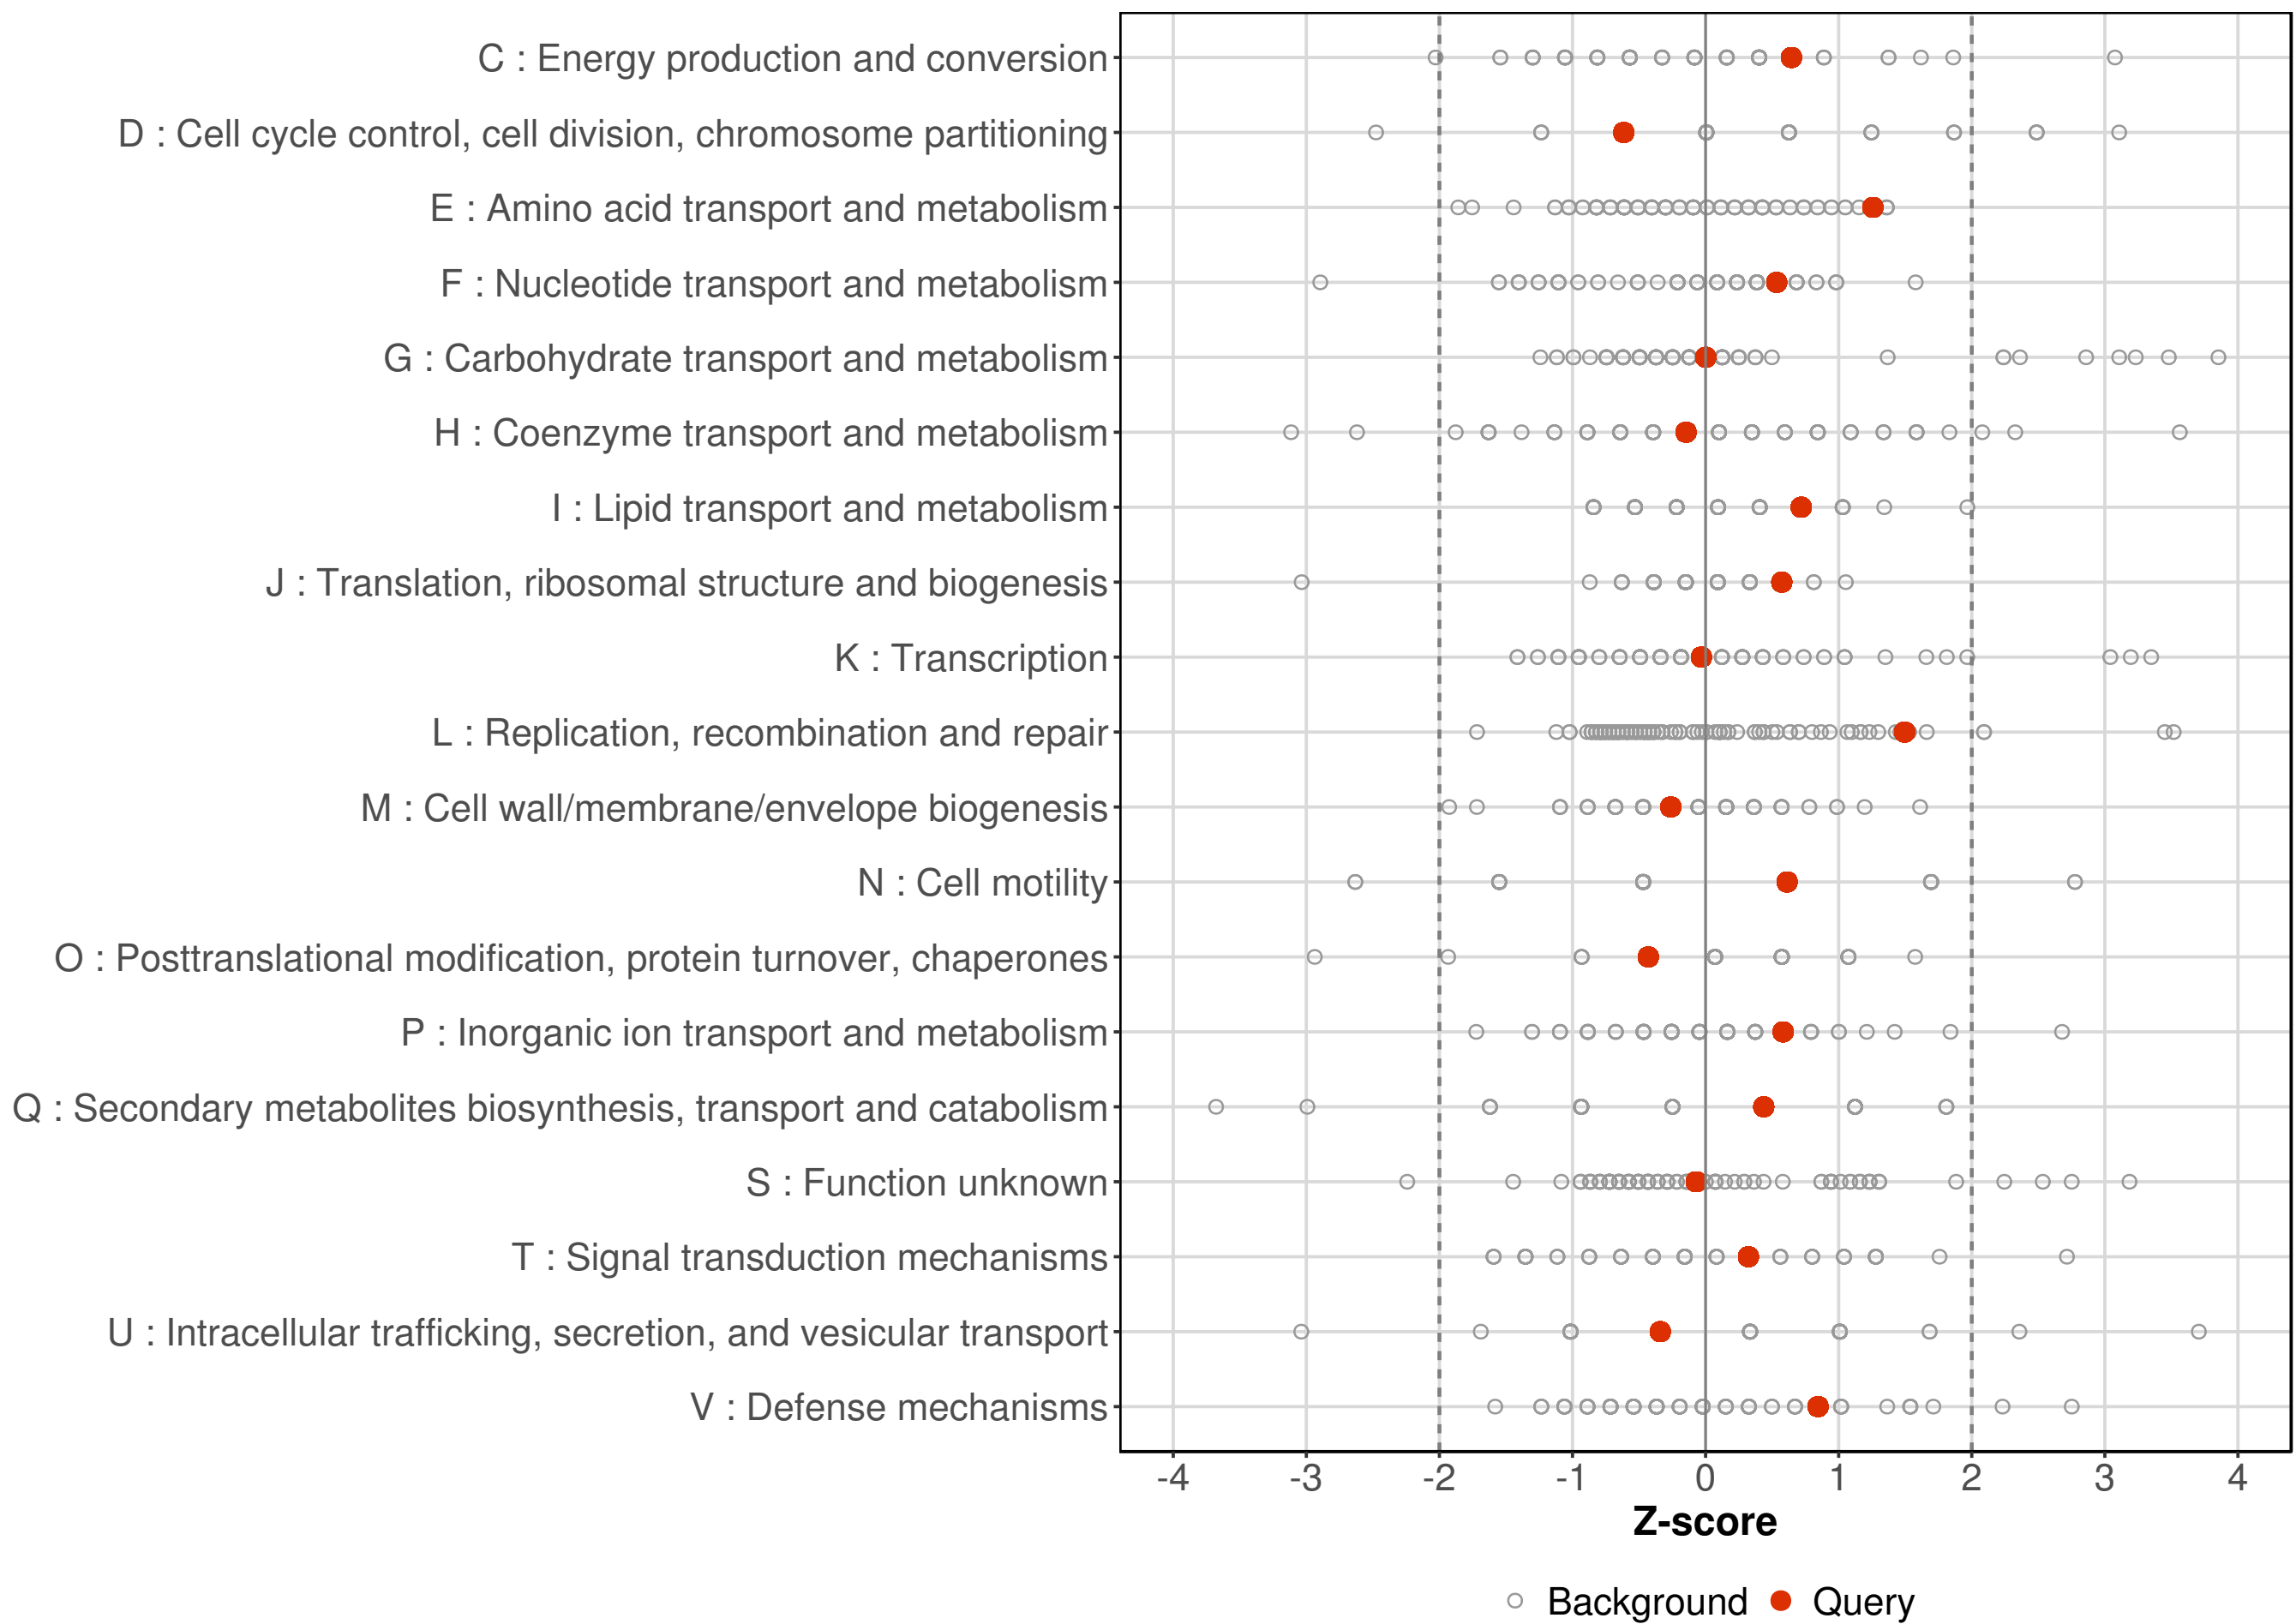 C : Energy production and conversion
D : Cell cycle control, cell division, chromosome partitioning
E : Amino acid transport and metabolism
F : Nucleotide transport and metabolism
G : Carbohydrate transport and metabolism
H : Coenzyme transport and metabolism
I : Lipid transport and metabolism
J : Translation, ribosomal structure and biogenesis
K : Transcription
L : Replication, recombination and repair
M : Cell wall/membrane/envelope biogenesis
N : Cell motility
O : Posttranslational modification, protein turnover, chaperones
P : Inorganic ion transport and metabolism
Q : Secondary metabolites biosynthesis, transport and catabolism
S : Function unknown
T : Signal transduction mechanisms
U : Intracellular trafficking, secretion, and vesicular transport
V : Defense mechanisms
-4 -3 -2 -1 0 1 2 3 4
Z-score
Background Query